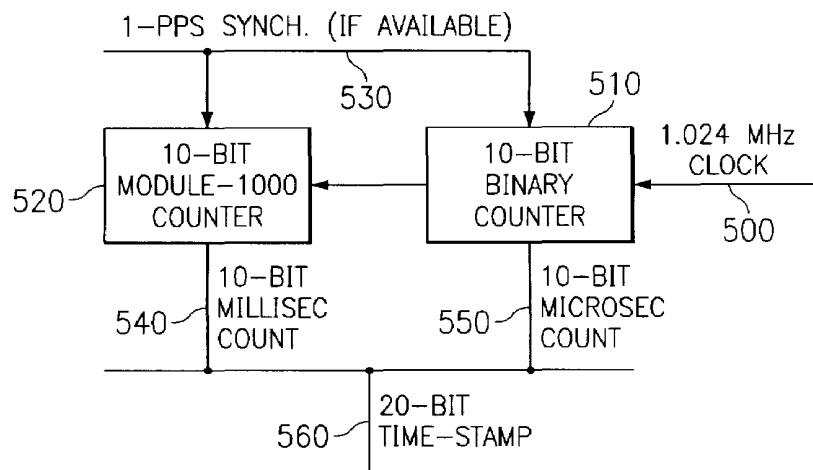 1-PPS SYNCH. (IF AVAILABLE)
530
510
10-BIT
MODULE-1000
COUNTER
520
10-BIT
BINARY
COUNTER
1.024 MHz
CLOCK
500
10-BIT
MILLISEC
COUNT
540
10-BIT
MICROSEC
COUNT
550
20-BIT
TIME-STAMP
560